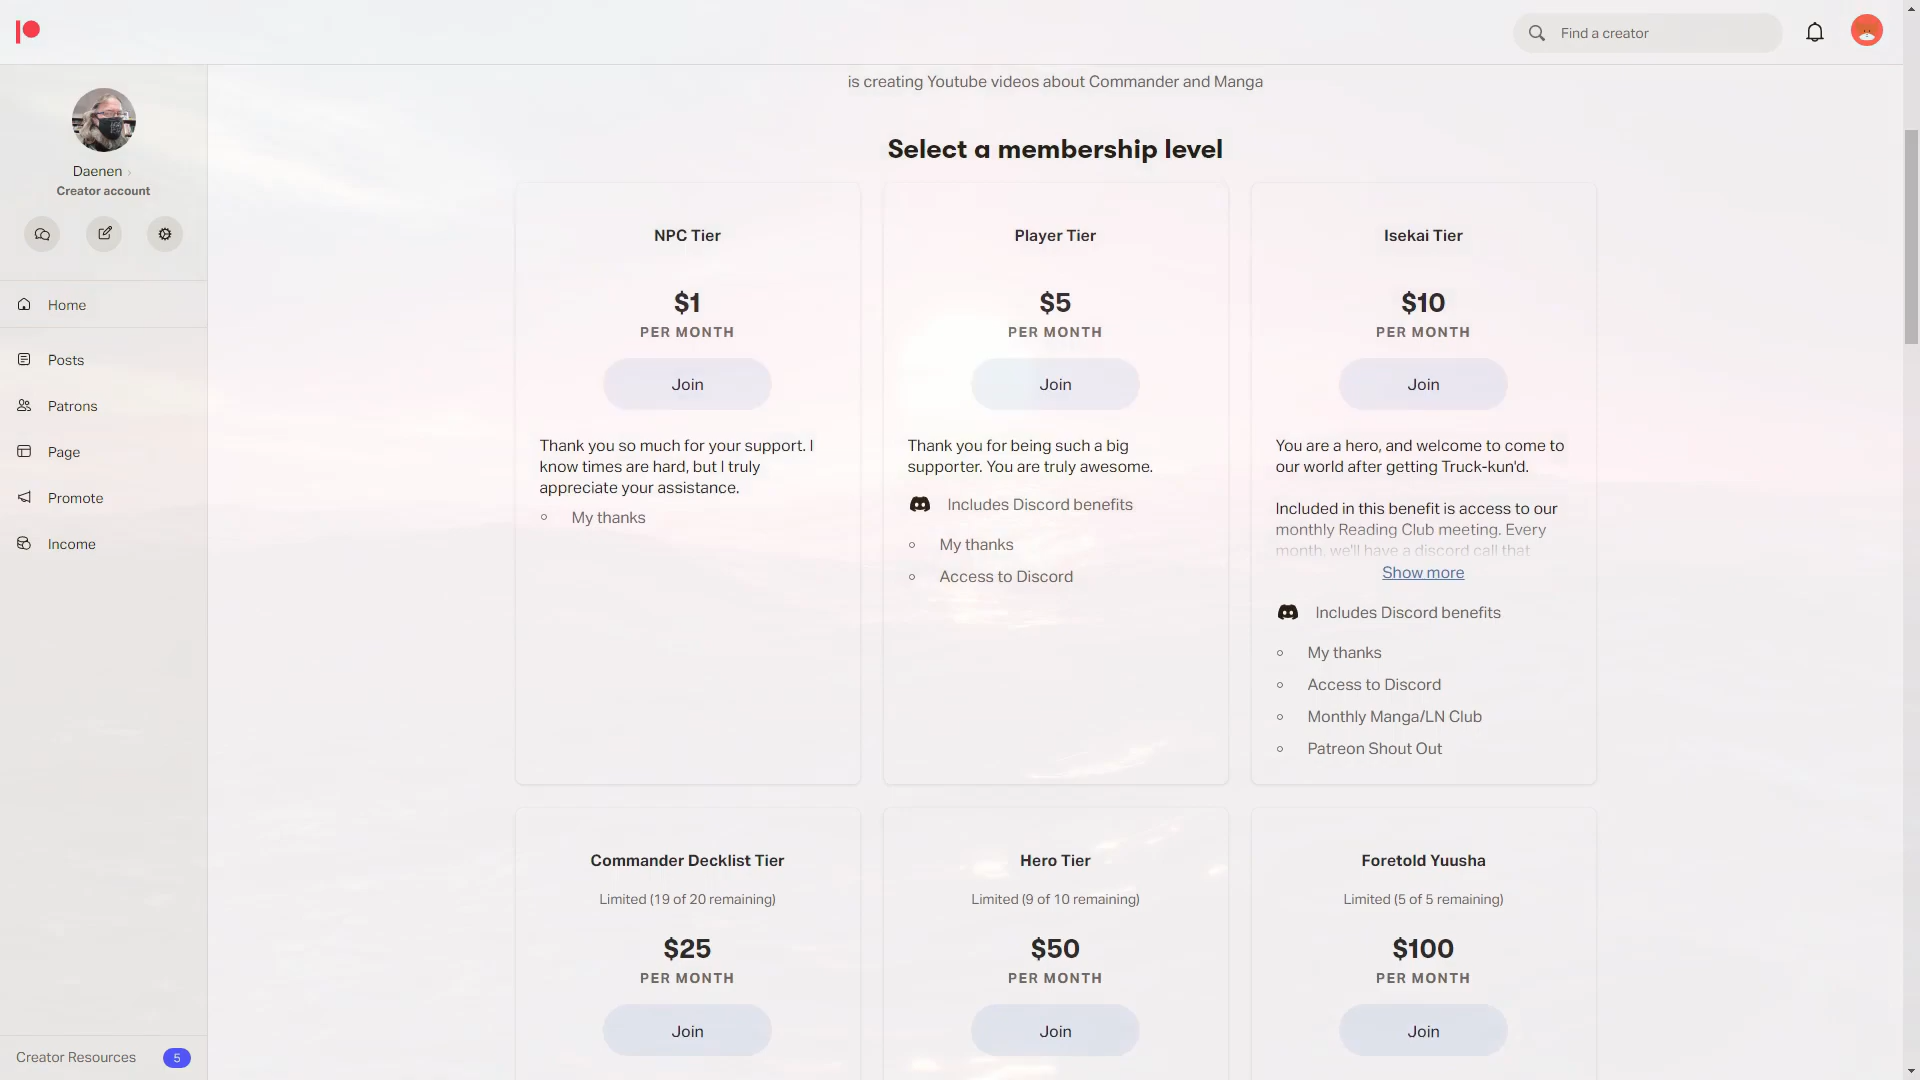 Find a creator
Daenen
Creator account
Home
Posts
Patrons
Page
Promote
Income
Creator Resources 5
is creating Youtube videos about Commander and Manga
Select a membership level
NPC Tier
$1
PER MONTH
Join
Thank you so much for your support. I
know times are hard, but I truly
appreciate your assistance.
My thanks
Player Tier
$5
PER MONTH
Join
Thank you for being such a big
supporter. You are truly awesome.
Includes Discord benefits
My thanks
Access to Discord
Isekai Tier
$10
PER MONTH
Join
You are a hero, and welcome to come to
our world after getting Truck-kun'd.
Included in this benefit is access to our
monthly Reading Club meeting. Every
month, we'll have a discord call that
Show more
Includes Discord benefits
My thanks
Access to Discord
Monthly Manga/LN Club
Patreon Shout Out
Commander Decklist Tier
Limited (19 of 20 remaining)
$25
PER MONTH
Join
Hero Tier
Limited (9 of 10 remaining)
$50
PER MONTH
Join
Foretold Yuusha
Limited (5 of 5 remaining)
$100
PER MONTH
Join